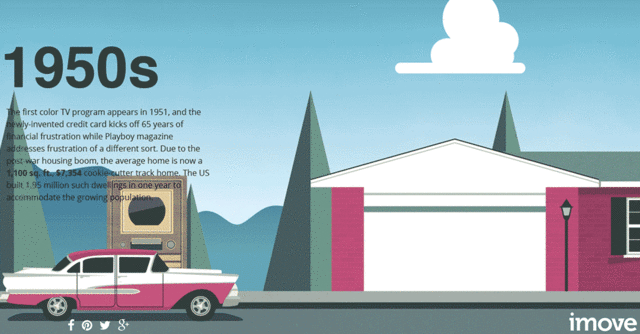 1950s
The first color TV program appears in 1951, and the
newly-invented credit card kicks off 65 years of
financial frustration while Playboy magazine
addresses frustration of a different sort. Due to the
post-war housing boom, the average home is now a
1,100 sq. ft., $7,354 cookie-cutter track home. The US
built 1.95 million such dwellings in one year to
accommodate the growing population.
imove